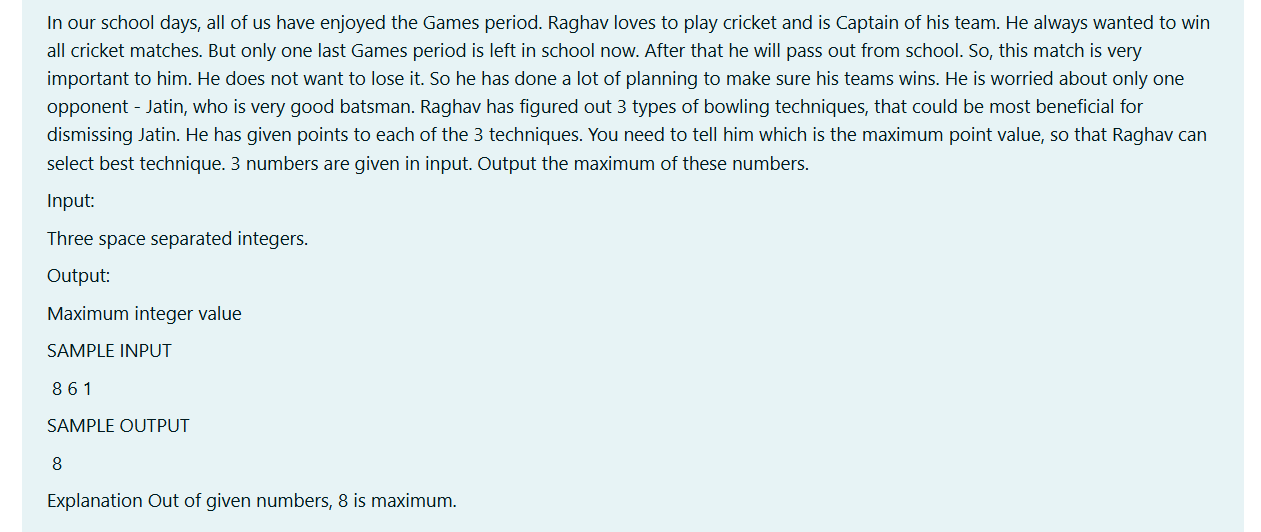 In our school days, all of us have enjoyed the Games period. Raghav loves to play cricket and is Captain of his team. He always wanted to win
all cricket matches. But only one last Games period is left in school now. After that he will pass out from school. So, this match is very
important to him. He does not want to lose it. So he has done a lot of planning to make sure his teams wins. He is worried about only one
opponent - Jatin, who is very good batsman. Raghav has figured out 3 types of bowling techniques, that could be most beneficial for
dismissing Jatin. He has given points to each of the 3 techniques. You need to tell him which is the maximum point value, so that Raghav can
select best technique. 3 numbers are given in input. Output the maximum of these numbers.
Input:
Three space separated integers.
Output:
Maximum integer value
SAMPLE INPUT
8 6 1
SAMPLE OUTPUT
8
Explanation Out of given numbers, 8 is maximum.